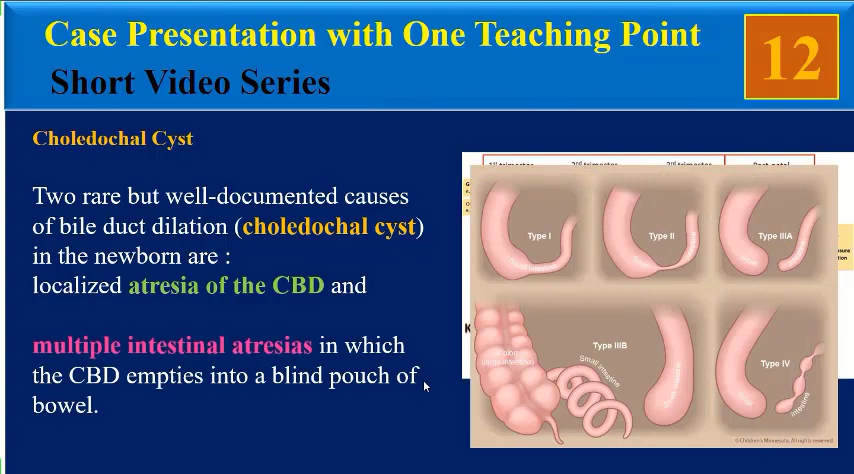 Case Presentation with One Teaching Point
Short Video Series
12
Choledochal Cyst
Two rare but well-documented causes
of bile duct dilation (choledochal cyst)
in the newborn are :
localized atresia of the CBD and
multiple intestinal atresias in which
the CBD empties into a blind pouch of
bowel.
Type I
Type II
Type IIIA
Type IIIB
Colon
(large intestine)
Small intestine
Type IV
intestine
© Children's Minnesota. All rights reserved.